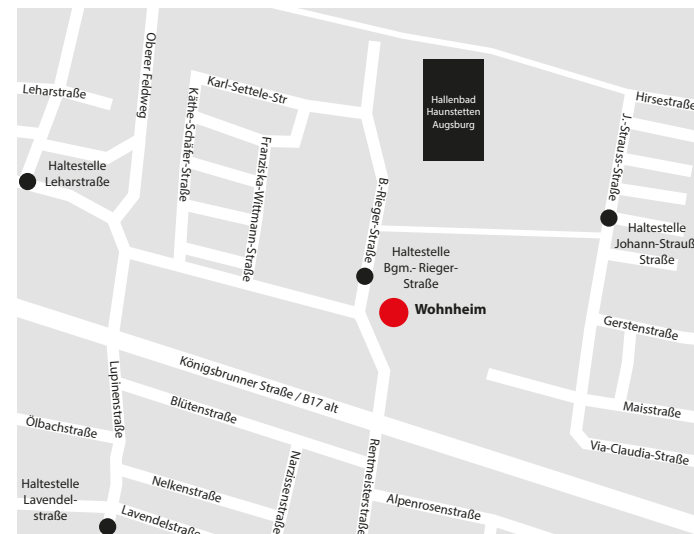 Oberer Feldweg
Leharstraße
Karl-Settele-Str
Käthe-Schäfer-Straße
Franziska-Wittmann-Straße
Hallenbad
Haunstetten
Augsburg
Hirsestraße
J.-Strauss-Straße
Haltestelle
Leharstraße
B.-Rieger-Straße
Haltestelle
Johann-Strauß
Straße
Haltestelle
Bgm.- Rieger-
Straße
Wohnheim
Gerstenstraße
Königsbrunner Straße / B17 alt
Lupinenstraße
Blütenstraße
Maisstraße
Ölbachstraße
Via-Claudia-Straße
Rentmeisterstraße
Narzissenstraße
Haltestelle
Lavendel-
straße
Nelkenstraße
Alpenrosenstraße
Lavendelstraße